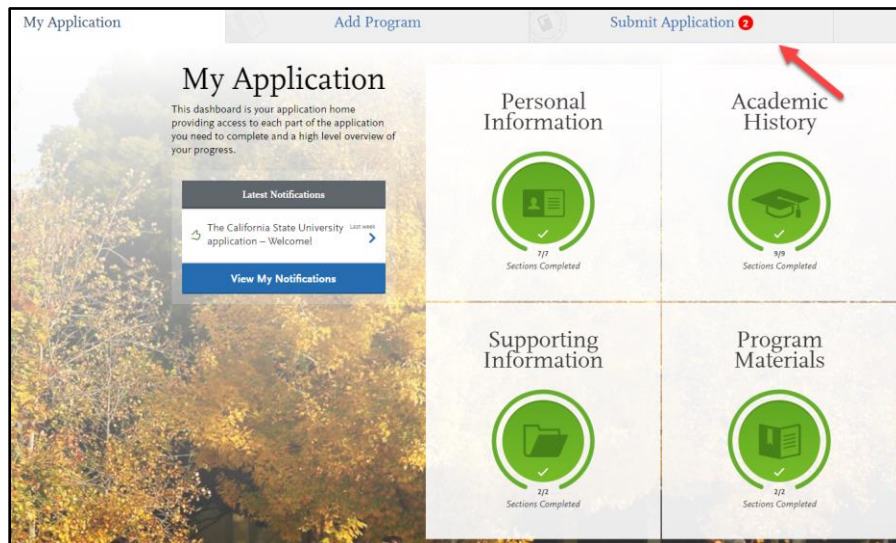 My Application
Add Program
Submit Application 2
My Application
This dashboard is your application home
providing access to each part of the application
you need to complete and a high level overview of
your progress.
Latest Notifications
The California State University
application – Welcome!
Last week
View My Notifications
Personal
Information
7/7
Sections Completed
Academic
History
9/9
Sections Completed
Supporting
Information
2/2
Sections Completed
Program
Materials
2/2
Sections Completed